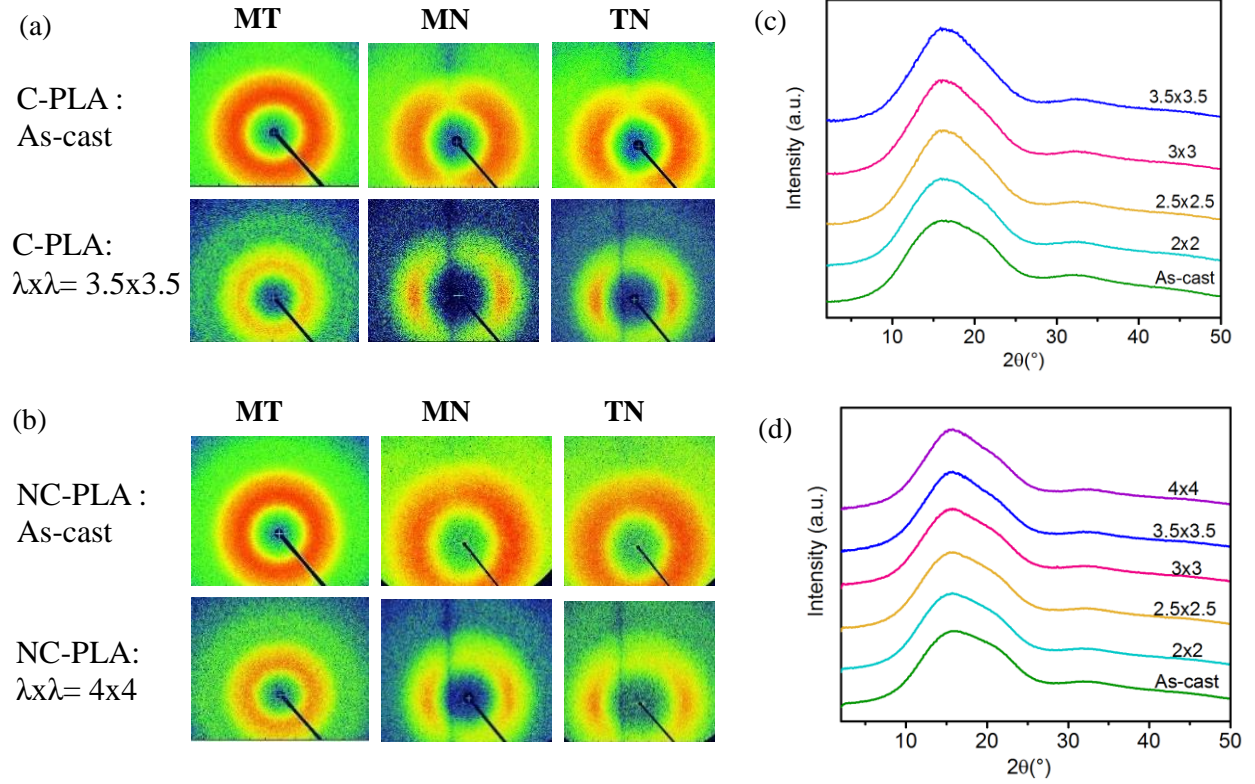 (a)
MT MN TN
C-PLA :
As-cast
C-PLA:
λxλ= 3.5x3.5
(b)
MT MN TN
NC-PLA :
As-cast
NC-PLA:
λxλ= 4x4
(c)
Intensity (a.u.)
3.5x3.5
3x3
2.5x2.5
2x2
As-cast
10 20 30 40 50
2θ(°)
(d)
Intensity (a.u.)
4x4
3.5x3.5
3x3
2.5x2.5
2x2
As-cast
10 20 30 40 50
2θ(°)